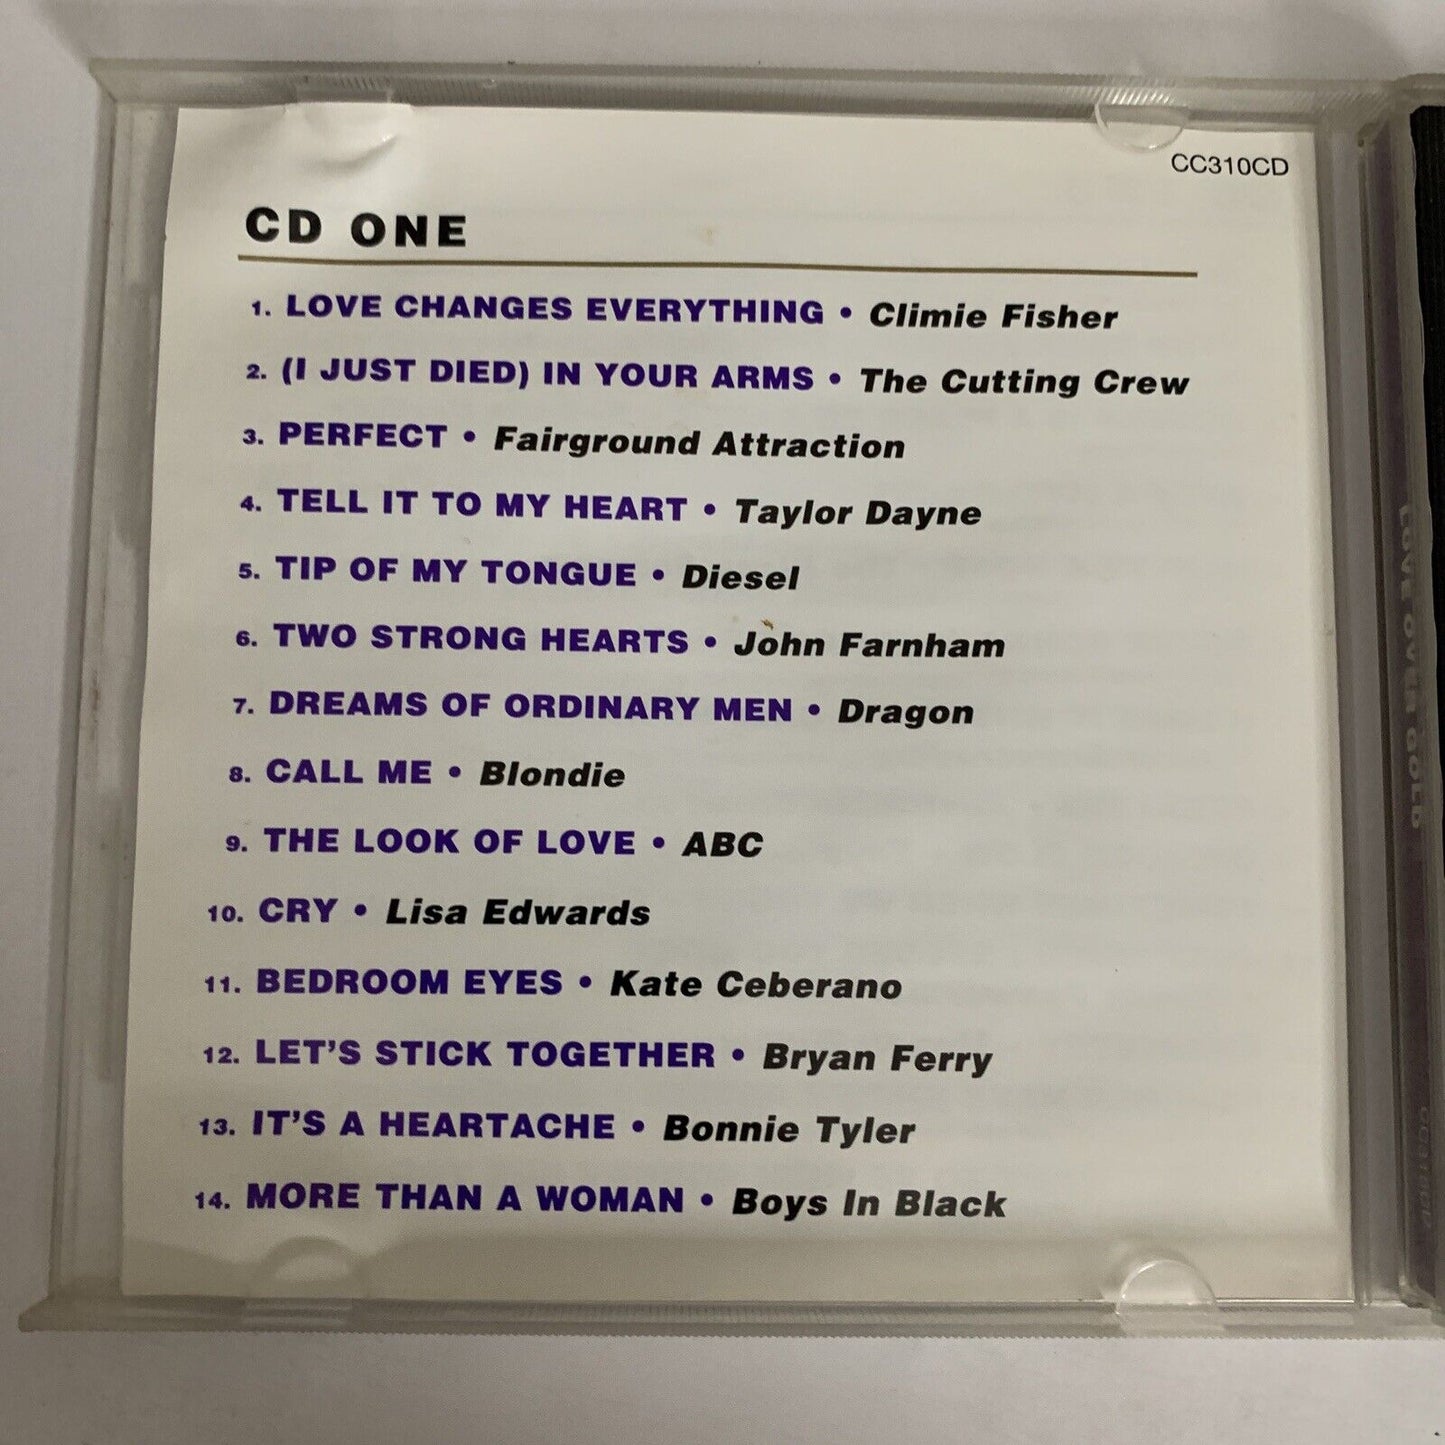 CC310CD
CD ONE
1. LOVE CHANGES EVERYTHING • Climie Fisher
2. (I JUST DIED) IN YOUR ARMS • The Cutting Crew
3. PERFECT • Fairground Attraction
4. TELL IT TO MY HEART • Taylor Dayne
5. TIP OF MY TONGUE • Diesel
6. TWO STRONG HEARTS • John Farnham
7. DREAMS OF ORDINARY MEN • Dragon
8. CALL ME • Blondie
9. THE LOOK OF LOVE • ABC
10. CRY • Lisa Edwards
11. BEDROOM EYES • Kate Ceberano
12. LET'S STICK TOGETHER • Bryan Ferry
13. IT'S A HEARTACHE • Bonnie Tyler
14. MORE THAN A WOMAN • Boys In Black
LOVE OVER GOLD